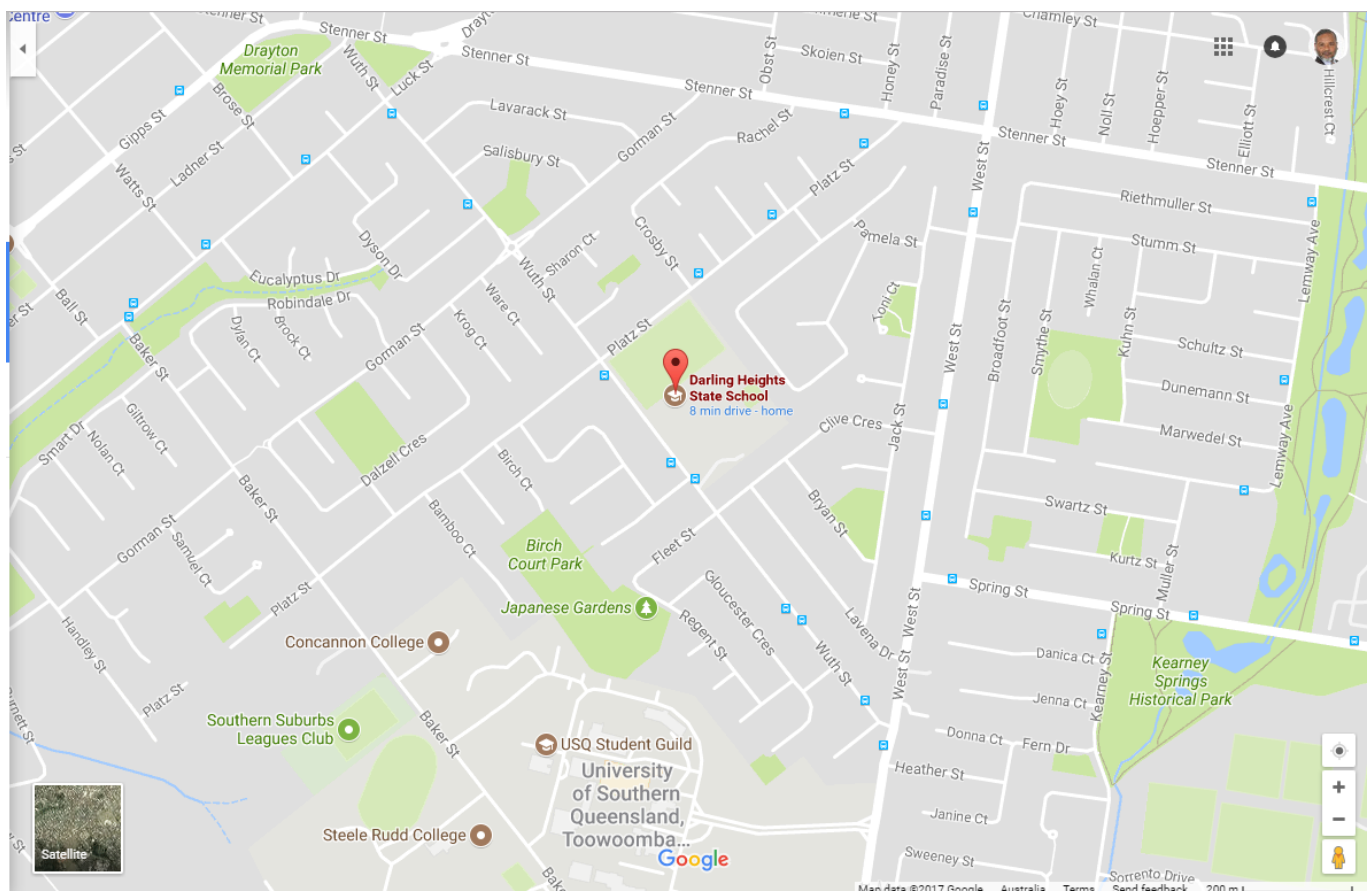 Centre
Stenner St
Drayton
Memorial Park
Wuth St
Luck St
Stenner St
Obst St
Skoien St
Honey St
Paradise St
Chamley St
Hoey St
Noll St
Hoepper St
Elliott St
Hillcrest Ct
Brose St
Gipps St
Ladner St
Watts St
Lavarack St
Gorman St
Salisbury St
Stenner St
Rachel St
Platz St
West St
Stenner St
Stenner St
Riethmuller St
Stumm St
Lemway Ave
Dyson Dr
Sharon Ct
Crosby St
Pamela St
Wuth St
Eucalyptus Dr
Robindale Dr
Ball St
Baker St
Dylan Ct
Brock Ct
Gorman St
Krog Ct
Ware Ct
Platz St
Toni Ct
West St
Broadfoot St
Smythe St
Whalan Ct
Kuhn St
Schultz St
Dunemann St
Marwedel St
Lemway Ave
Darling Heights
State School
8 min drive - home
Clive Cres
Jack St
Smart Dr
Nolan Ct
Giltrow Ct
Dalzell Cres
Birch Ct
Baker St
Bamboo Ct
Bryan St
Swartz St
Kurtz St
Muller St
Gorman St
Samuel Ct
Birch
Court Park
Fleet St
Japanese Gardens
Gloucester Cres
Regent St
Lavena Dr
Wuth St
West St
West St
Spring St
Spring St
Handley St
Platz St
Platz St
Concannon College
Danica Ct
Jenna Ct
Kearney St
Kearney
Springs
Historical Park
Southern Suburbs
Leagues Club
Baker St
USQ Student Guild
University
of Southern
Queensland,
Toowoomba...
Donna Ct
Fern Dr
Heather St
Janine Ct
Sweeney St
Sorrento Drive
Steele Rudd College
Satellite
Google
Map data ©2017 Google
Australia
Terms
Send feedback
200 m